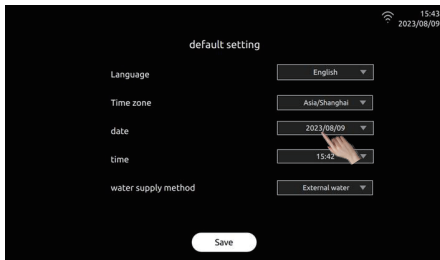 15:43
2023/08/09
default setting
Language English
Time zone Asia/Shanghai
date 2023/08/09
time 15:42
water supply method External water
Save